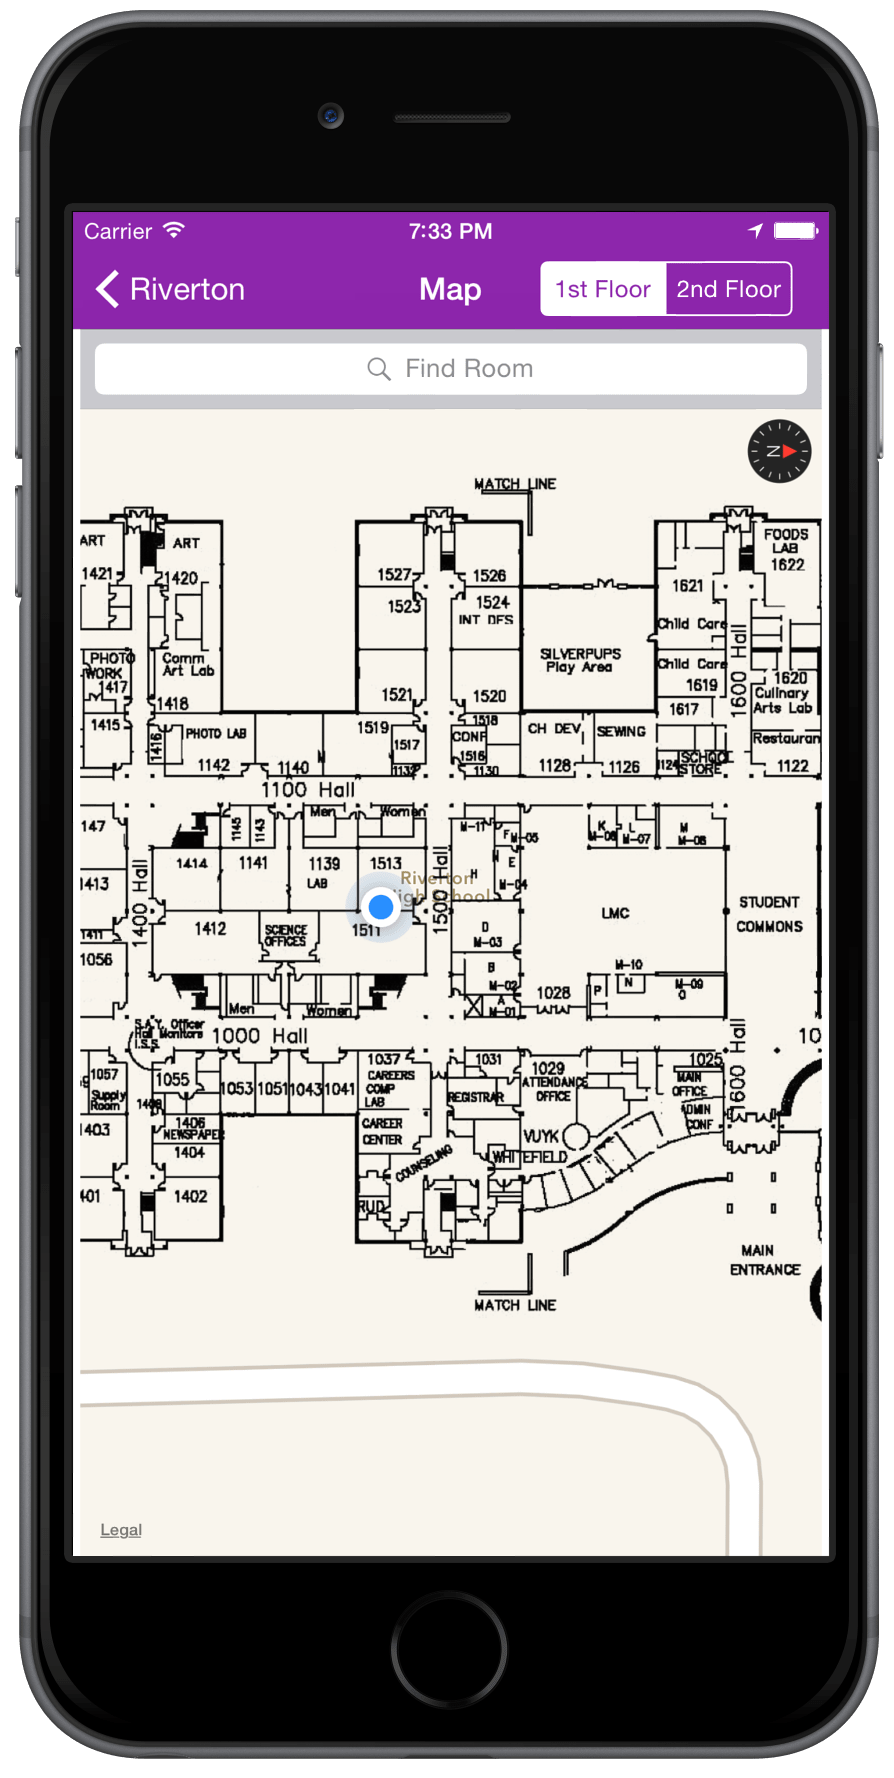 Carrier
7:33 PM
Riverton
Map
1st Floor
2nd Floor
Find Room
N
MATCH LINE
ART
ART
FOODS
LAB
1622
1421
1420
1527
1526
1621
1523
1524
INT DES
Child Care
1600 Hall
PHOTO
WORK
1417
Comm
Art Lab
SILVERPUPS
Play Area
Child Care
1619
1620
Culinary
Arts Lab
1418
1521
1520
1617
1415
1416
PHOTO LAB
1519
1518
CONF
CH DEV
SEWING
1517
1516
SCHOOL
STORE
Restauran
1142
1140
1132
1130
1128
1126
1124
1122
1100 Hall
147
1145
1143
Men
Women
M-11
F
M-05
K
M-06
L
M-07
M
M-08
1414
1141
1139
LAB
1513
H
E
M-04
1413
1400 Hall
Riverton
High School
1500 Hall
LMC
STUDENT
COMMONS
1411
1412
SCIENCE
OFFICES
1511
D
M-03
1056
B
M-02
M-10
N
M-09
O
P
Men
Women
A
M-01
1028
S.A.Y. Officer
Hall Monitors
I.S.S.
1000 Hall
1600 Hall
10
1057
Supply
Room
1055
1053
1051
1043
1041
1037
CAREERS
COMP
LAB
1031
1029
ATTENDANCE
OFFICE
1025
MAIN
OFFICE
REGISTRAR
ADMIN
CONF
1403
1406
NEWSPAPER
1404
CAREER
CENTER
COUNSELING
VUYK
WHITEFIELD
401
1402
RUD
MAIN
ENTRANCE
MATCH LINE
Legal